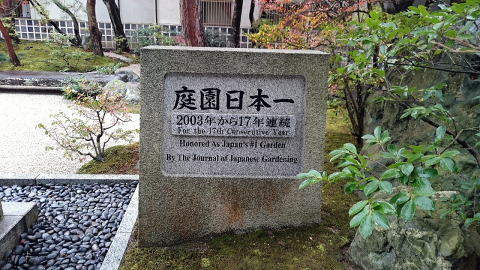 庭園日本一
2003年から17年連続
For the 17th Consecutive Year
Honored As Japan's #1 Garden
By The Journal of Japanese Gardening